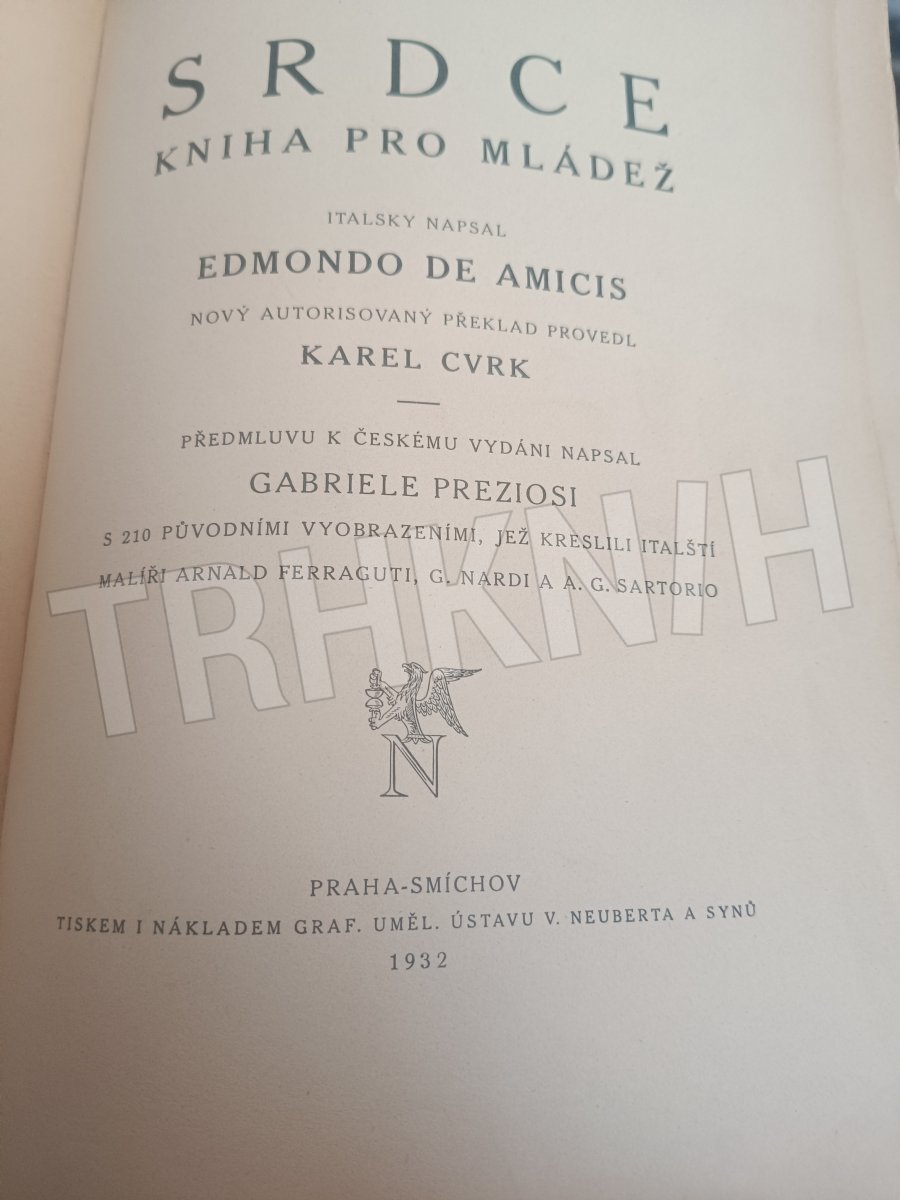 SRDCE
KNIHA PRO MLÁDEŽ
ITALSKY NAPSAL
EDMONDO DE AMICIS
NOVÝ AUTORISOVANÝ PŘEKLAD PROVEDL
KAREL CVRK
PŘEDMLUVU K ČESKÉMU VYDÁNI NAPSAL
GABRIELE PREZIOSI
S 210 PŮVODNÍMI VYOBRAZENÍMI, JEŽ KRESLILI ITALŠTÍ
MALÍŘI ARNALD FERRAGUTI, G. NARDI A A. G. SARTORIO
TRHKNIH
N
PRAHA-SMÍCHOV
TISKEM I NÁKLADEM GRAF. UMĚL. ÚSTAVU V. NEUBERTA A SYNŮ
1932